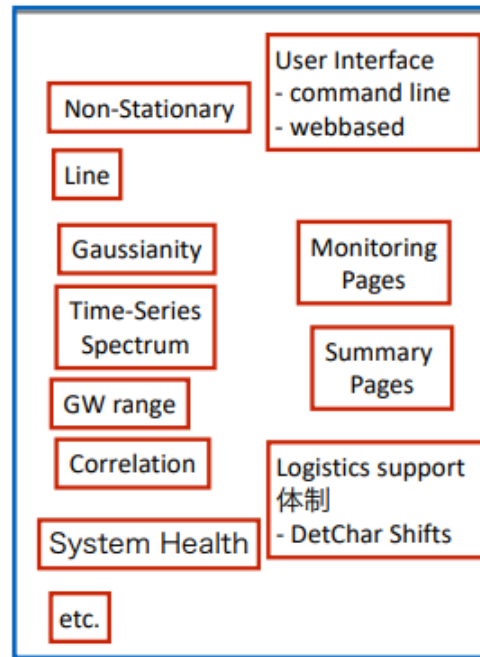 Non-Stationary
Line
Gaussianity
Time-Series
Spectrum
GW range
Correlation
System Health
etc.
User Interface
- command line
- webbased
Monitoring
Pages
Summary
Pages
Logistics support
体制
- DetChar Shifts